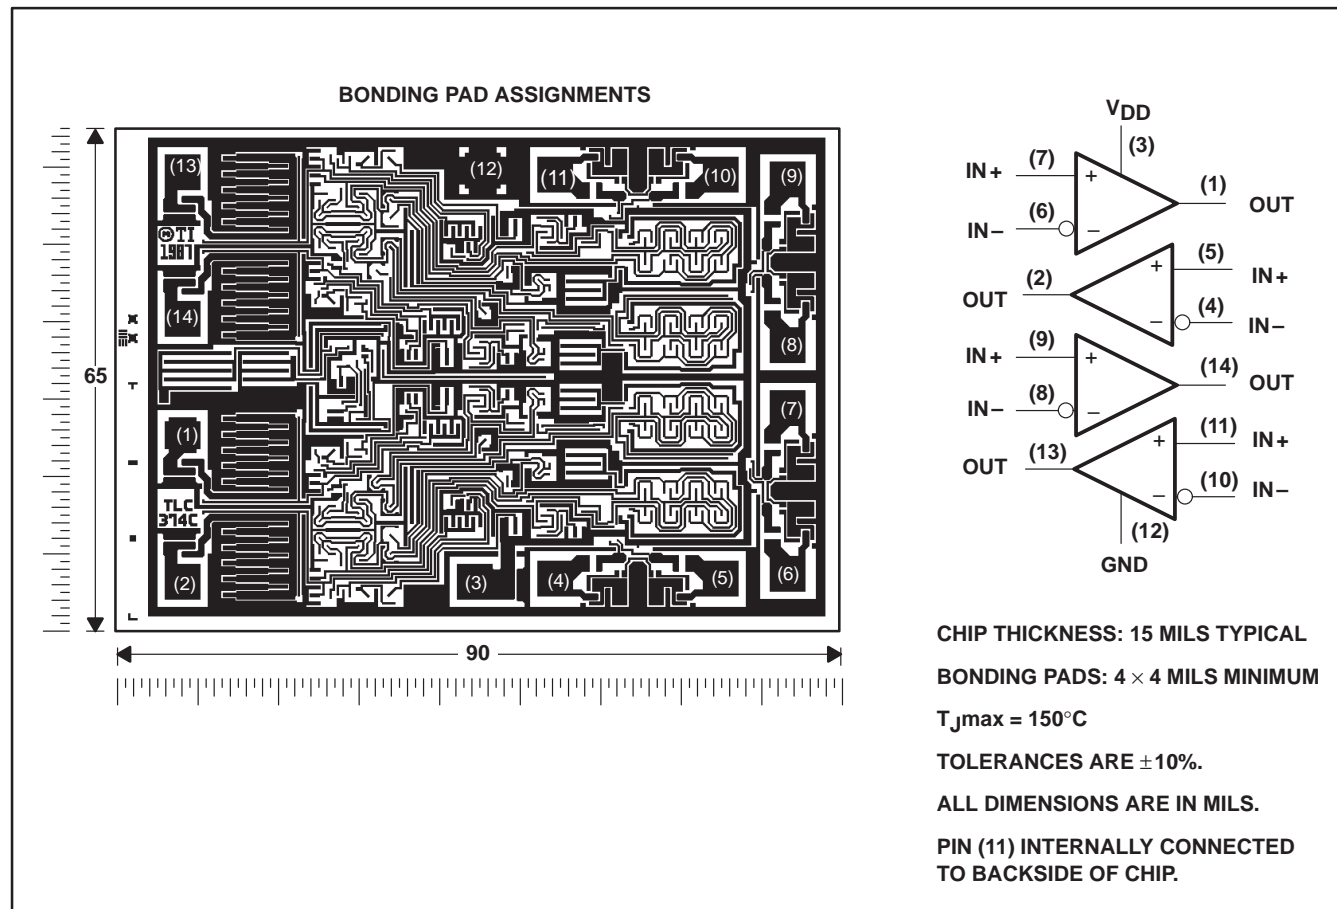 BONDING PAD ASSIGNMENTS
(13)
(12)
(11)
(10)
(9)
TI
1987
(14)
(8)
65
(1)
(7)
TLC
374C
(2)
(3)
(4)
(5)
(6)
90
VDD
(3)
IN+
(7)
+
(1)
OUT
IN−
(6)
−
(5)
IN+
+
OUT
(2)
(4)
IN−
−
IN+
(9)
+
(14)
OUT
IN−
(8)
−
(11)
IN+
+
OUT
(13)
(10)
IN−
−
(12)
GND
CHIP THICKNESS: 15 MILS TYPICAL
BONDING PADS: 4 × 4 MILS MINIMUM
TJmax = 150°C
TOLERANCES ARE ±10%.
ALL DIMENSIONS ARE IN MILS.
PIN (11) INTERNALLY CONNECTED
TO BACKSIDE OF CHIP.